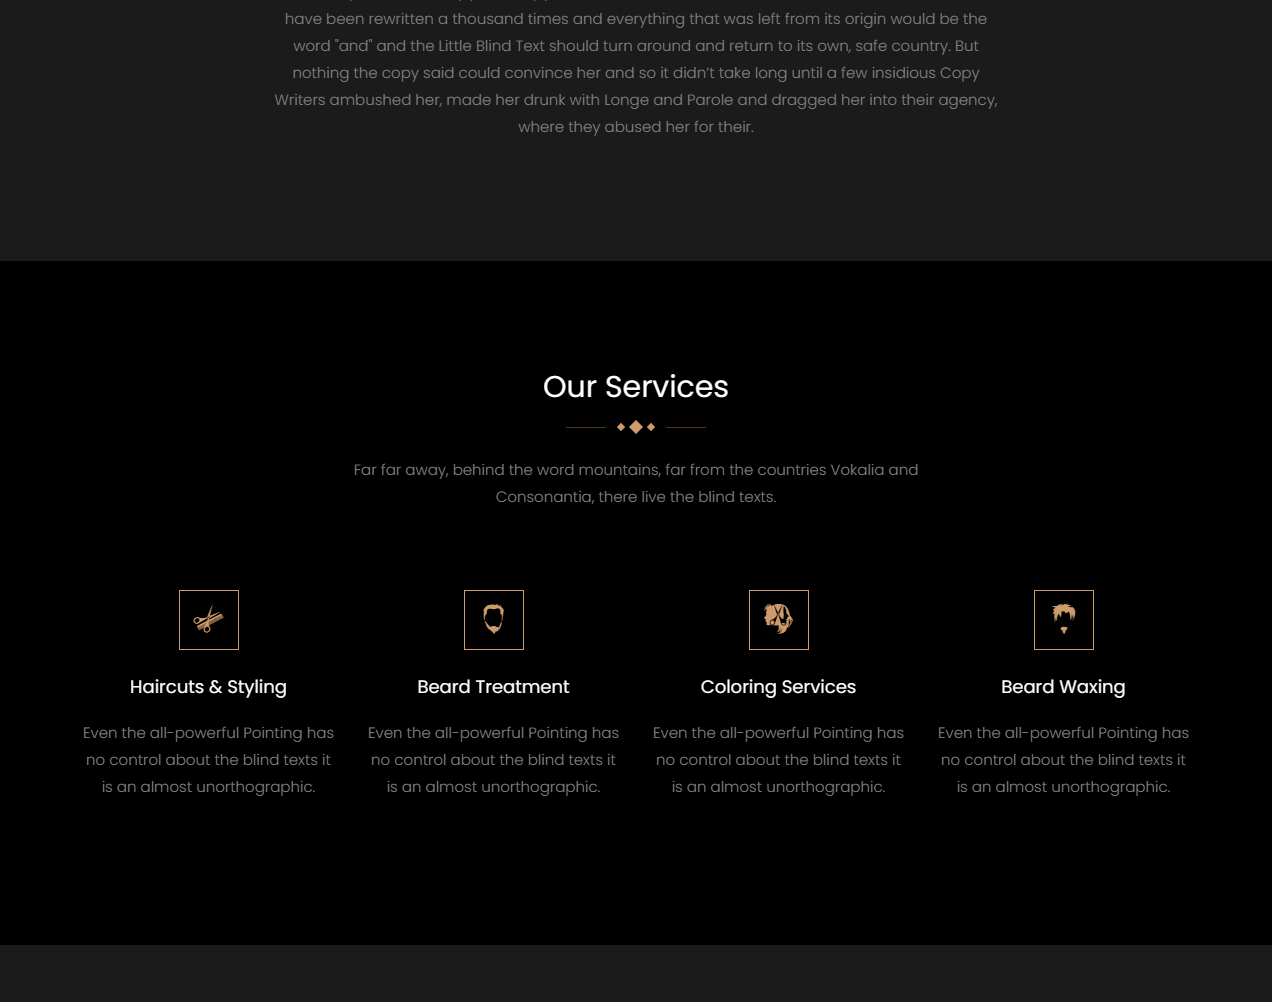 have been rewritten a thousand times and everything that was left from its origin would be the
word "and" and the Little Blind Text should turn around and return to its own, safe country. But
nothing the copy said could convince her and so it didn’t take long until a few insidious Copy
Writers ambushed her, made her drunk with Longe and Parole and dragged her into their agency,
where they abused her for their.
Our Services
Far far away, behind the word mountains, far from the countries Vokalia and
Consonantia, there live the blind texts.
Haircuts & Styling
Even the all-powerful Pointing has
no control about the blind texts it
is an almost unorthographic.
Beard Treatment
Even the all-powerful Pointing has
no control about the blind texts it
is an almost unorthographic.
Coloring Services
Even the all-powerful Pointing has
no control about the blind texts it
is an almost unorthographic.
Beard Waxing
Even the all-powerful Pointing has
no control about the blind texts it
is an almost unorthographic.